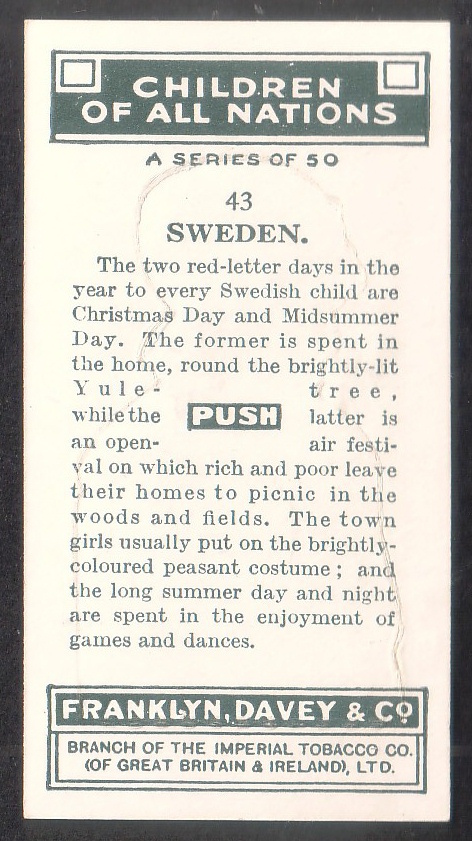 CHILDREN
OF ALL NATIONS
A SERIES OF 50
43
SWEDEN.
The two red-letter days in the
year to every Swedish child are
Christmas Day and Midsummer
Day. The former is spent in
the home, round the brightly-lit
Yule- tree,
while the PUSH latter is
an open- air festi-
val on which rich and poor leave
their homes to picnic in the
woods and fields. The town
girls usually put on the brightly-
coloured peasant costume; and
the long summer day and night
are spent in the enjoyment of
games and dances.
FRANKLYN, DAVEY & Co
BRANCH OF THE IMPERIAL TOBACCO CO.
(OF GREAT BRITAIN & IRELAND), LTD.